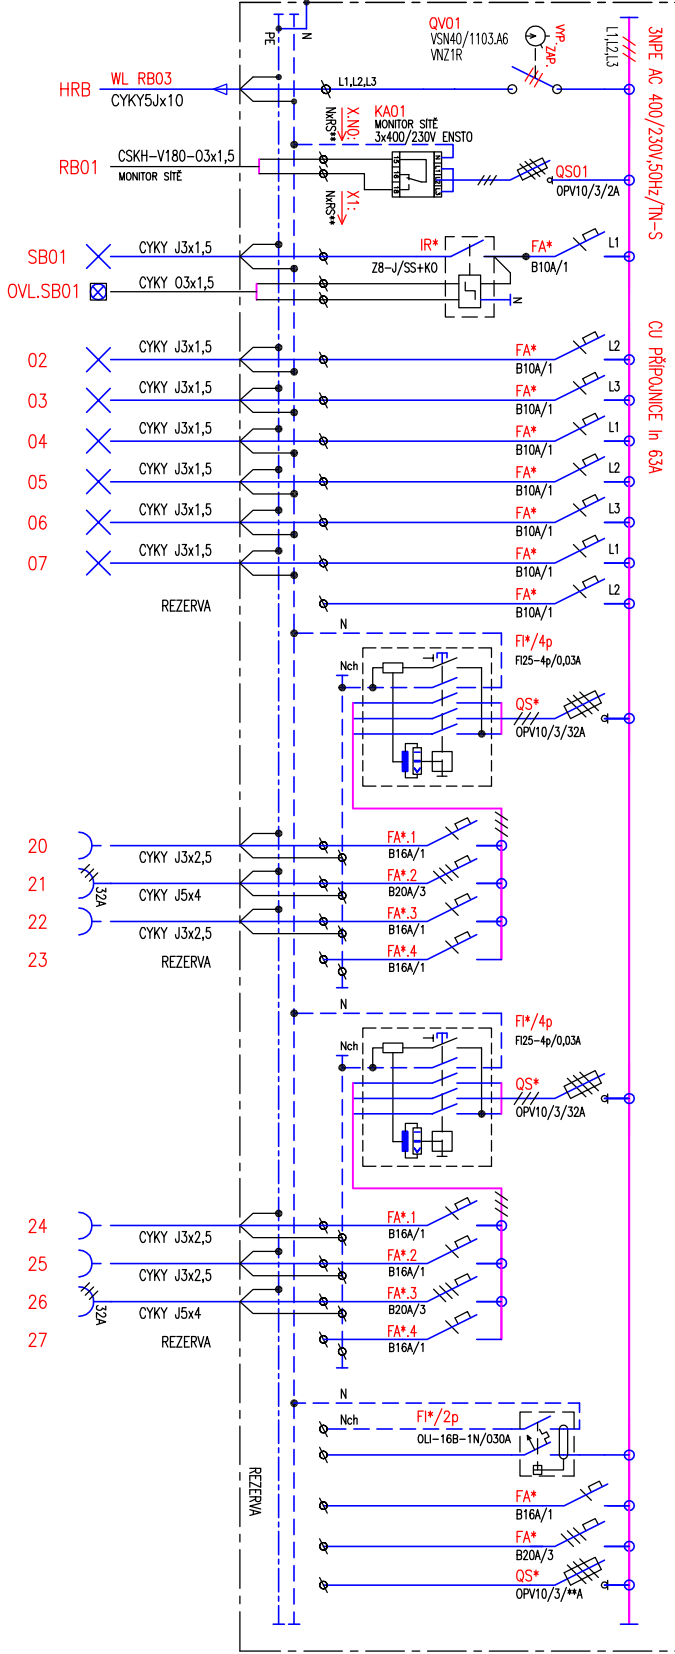 3NPE AC 400/230V,50Hz/TN-S
CU PŘÍPOJNICE In 63A
L1,L2,L3
PE
N
QV01
VSN40/1103.A6
VNZ1R
VYP.
ZAP.
HRB
WL RB03
CYKY5Jx10
L1,L2,L3
X.N0:
NxRS**
KA01
MONITOR SÍTĚ
3x400/230V ENSTO
N L1 L2 L3
15 16 18
RB01
CSKH-V180-03x1,5
MONITOR SÍTĚ
X1:
NxRS**
QS01
OPV10/3/2A
SB01
CYKY J3x1,5
IR*
Z8-J/SS+KO
FA*
B10A/1
L1
OVL.SB01
CYKY O3x1,5
N
02
CYKY J3x1,5
FA*
B10A/1
L2
03
CYKY J3x1,5
FA*
B10A/1
L3
04
CYKY J3x1,5
FA*
B10A/1
L1
05
CYKY J3x1,5
FA*
B10A/1
L2
06
CYKY J3x1,5
FA*
B10A/1
L3
07
CYKY J3x1,5
FA*
B10A/1
L1
REZERVA
FA*
B10A/1
L2
N
FI*/4p
FI25-4p/0,03A
Nch
QS*
OPV10/3/32A
20
CYKY J3x2,5
FA*.1
B16A/1
21
32A
CYKY J5x4
FA*.2
B20A/3
22
CYKY J3x2,5
FA*.3
B16A/1
23
REZERVA
FA*.4
B16A/1
N
FI*/4p
FI25-4p/0,03A
Nch
QS*
OPV10/3/32A
24
CYKY J3x2,5
FA*.1
B16A/1
25
CYKY J3x2,5
FA*.2
B16A/1
26
32A
CYKY J5x4
FA*.3
B20A/3
27
REZERVA
FA*.4
B16A/1
N
Nch
FI*/2p
OLI-16B-1N/030A
REZERVA
FA*
B16A/1
FA*
B20A/3
QS*
OPV10/3/**A